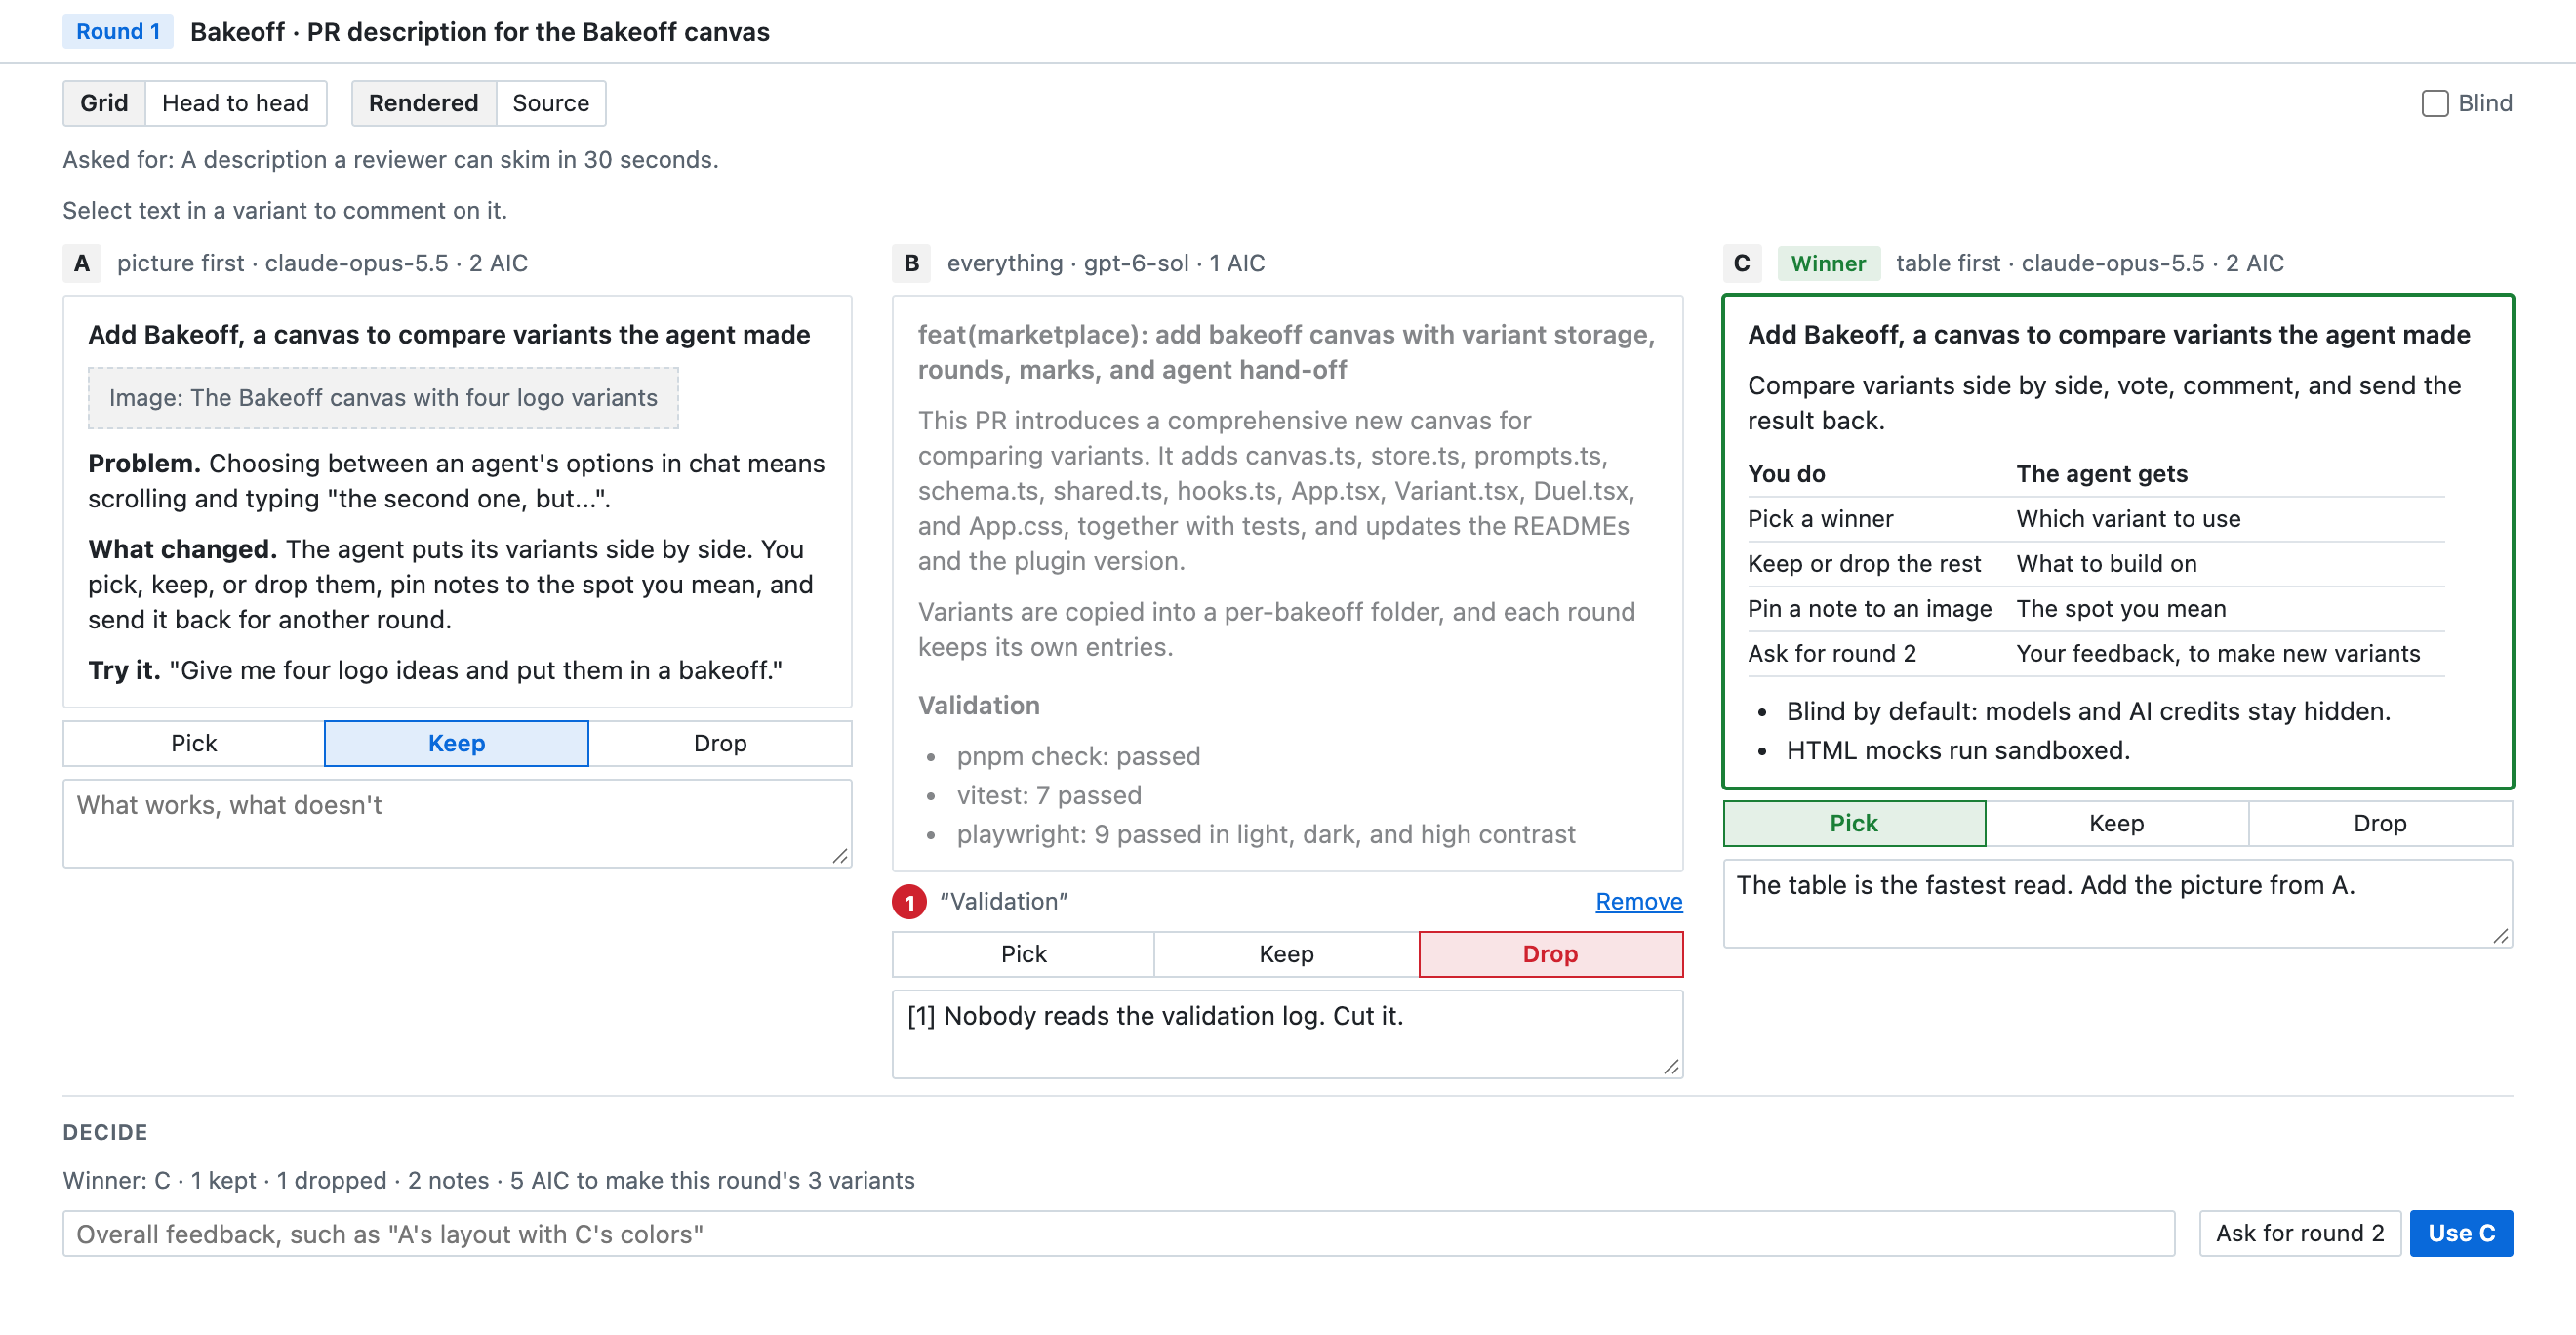 Round 1 Bakeoff · PR description for the Bakeoff canvas
Grid Head to head Rendered Source Blind
Asked for: A description a reviewer can skim in 30 seconds.
Select text in a variant to comment on it.
A picture first · claude-opus-5.5 · 2 AIC
Add Bakeoff, a canvas to compare variants the agent made
Image: The Bakeoff canvas with four logo variants
Problem. Choosing between an agent's options in chat means
scrolling and typing "the second one, but...".
What changed. The agent puts its variants side by side. You
pick, keep, or drop them, pin notes to the spot you mean, and
send it back for another round.
Try it. "Give me four logo ideas and put them in a bakeoff."
Pick Keep Drop
What works, what doesn't
B everything · gpt-6-sol · 1 AIC
feat(marketplace): add bakeoff canvas with variant storage,
rounds, marks, and agent hand-off
This PR introduces a comprehensive new canvas for
comparing variants. It adds canvas.ts, store.ts, prompts.ts,
schema.ts, shared.ts, hooks.ts, App.tsx, Variant.tsx, Duel.tsx,
and App.css, together with tests, and updates the READMEs
and the plugin version.
Variants are copied into a per-bakeoff folder, and each round
keeps its own entries.
Validation
• pnpm check: passed
• vitest: 7 passed
• playwright: 9 passed in light, dark, and high contrast
1 “Validation” Remove
Pick Keep Drop
[1] Nobody reads the validation log. Cut it.
C Winner table first · claude-opus-5.5 · 2 AIC
Add Bakeoff, a canvas to compare variants the agent made
Compare variants side by side, vote, comment, and send the
result back.
You do The agent gets
Pick a winner Which variant to use
Keep or drop the rest What to build on
Pin a note to an image The spot you mean
Ask for round 2 Your feedback, to make new variants
• Blind by default: models and AI credits stay hidden.
• HTML mocks run sandboxed.
Pick Keep Drop
The table is the fastest read. Add the picture from A.
DECIDE
Winner: C · 1 kept · 1 dropped · 2 notes · 5 AIC to make this round's 3 variants
Overall feedback, such as "A's layout with C's colors" Ask for round 2 Use C